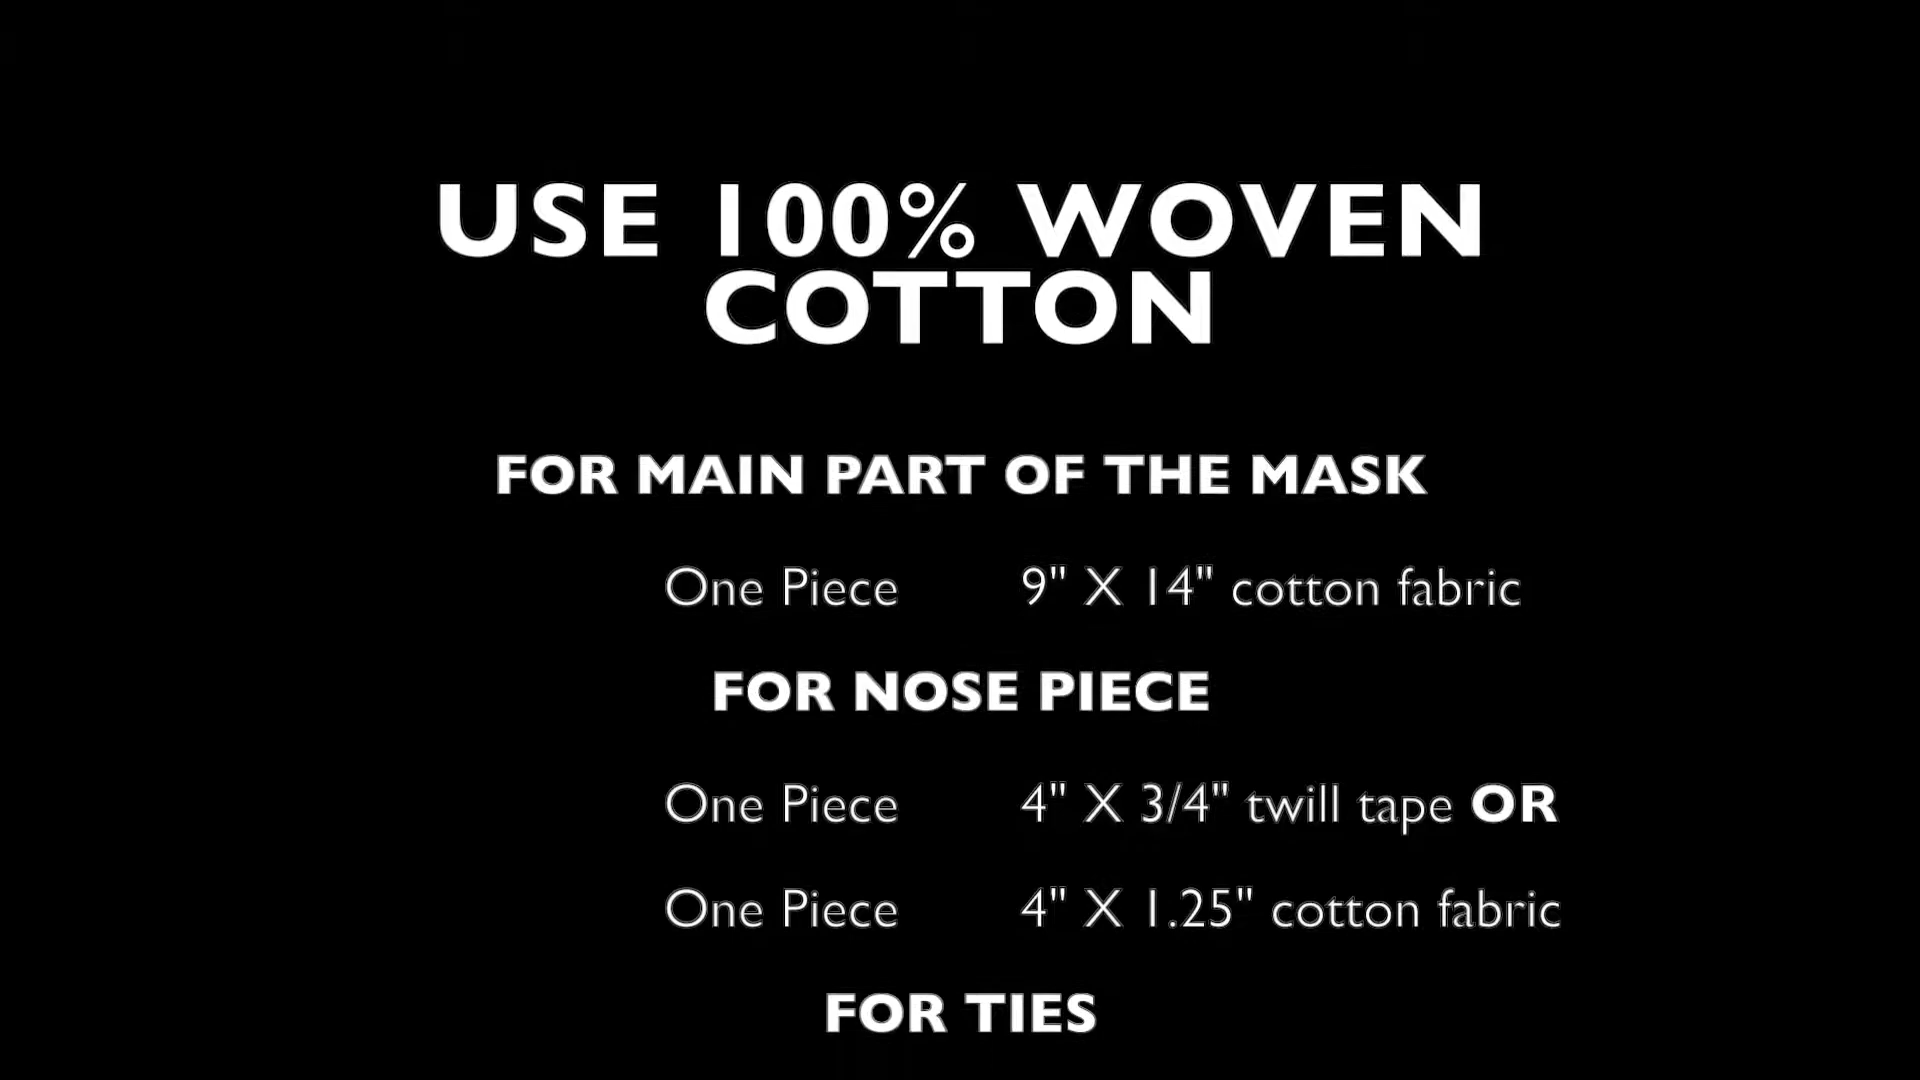 USE 100% WOVEN
COTTON
FOR MAIN PART OF THE MASK
One Piece 9" X 14" cotton fabric
FOR NOSE PIECE
One Piece 4" X 3/4" twill tape OR
One Piece 4" X 1.25" cotton fabric
FOR TIES